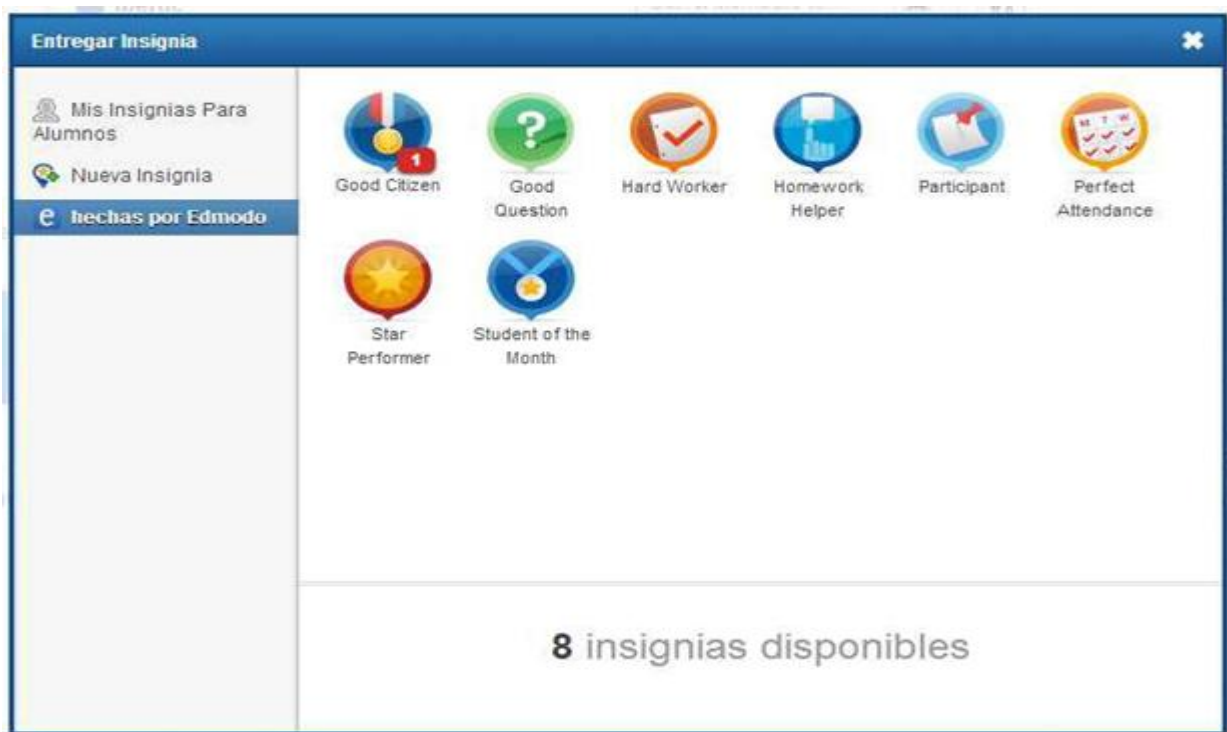 Entregar Insignia
Mis Insignias Para
Alumnos
Nueva Insignia
e hechas por Edmodo
1
Good Citizen
Good
Question
Hard Worker
Homework
Helper
Participant
M T W
Perfect
Attendance
Star
Performer
Student of the
Month
8 insignias disponibles